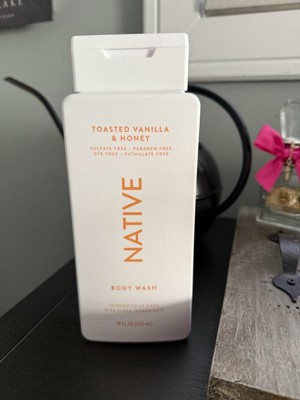 TOASTED VANILLA
& HONEY
SULFATE FREE • PARABEN FREE
DYE FREE • PHTHALATE FREE
NATIVE
BODY WASH